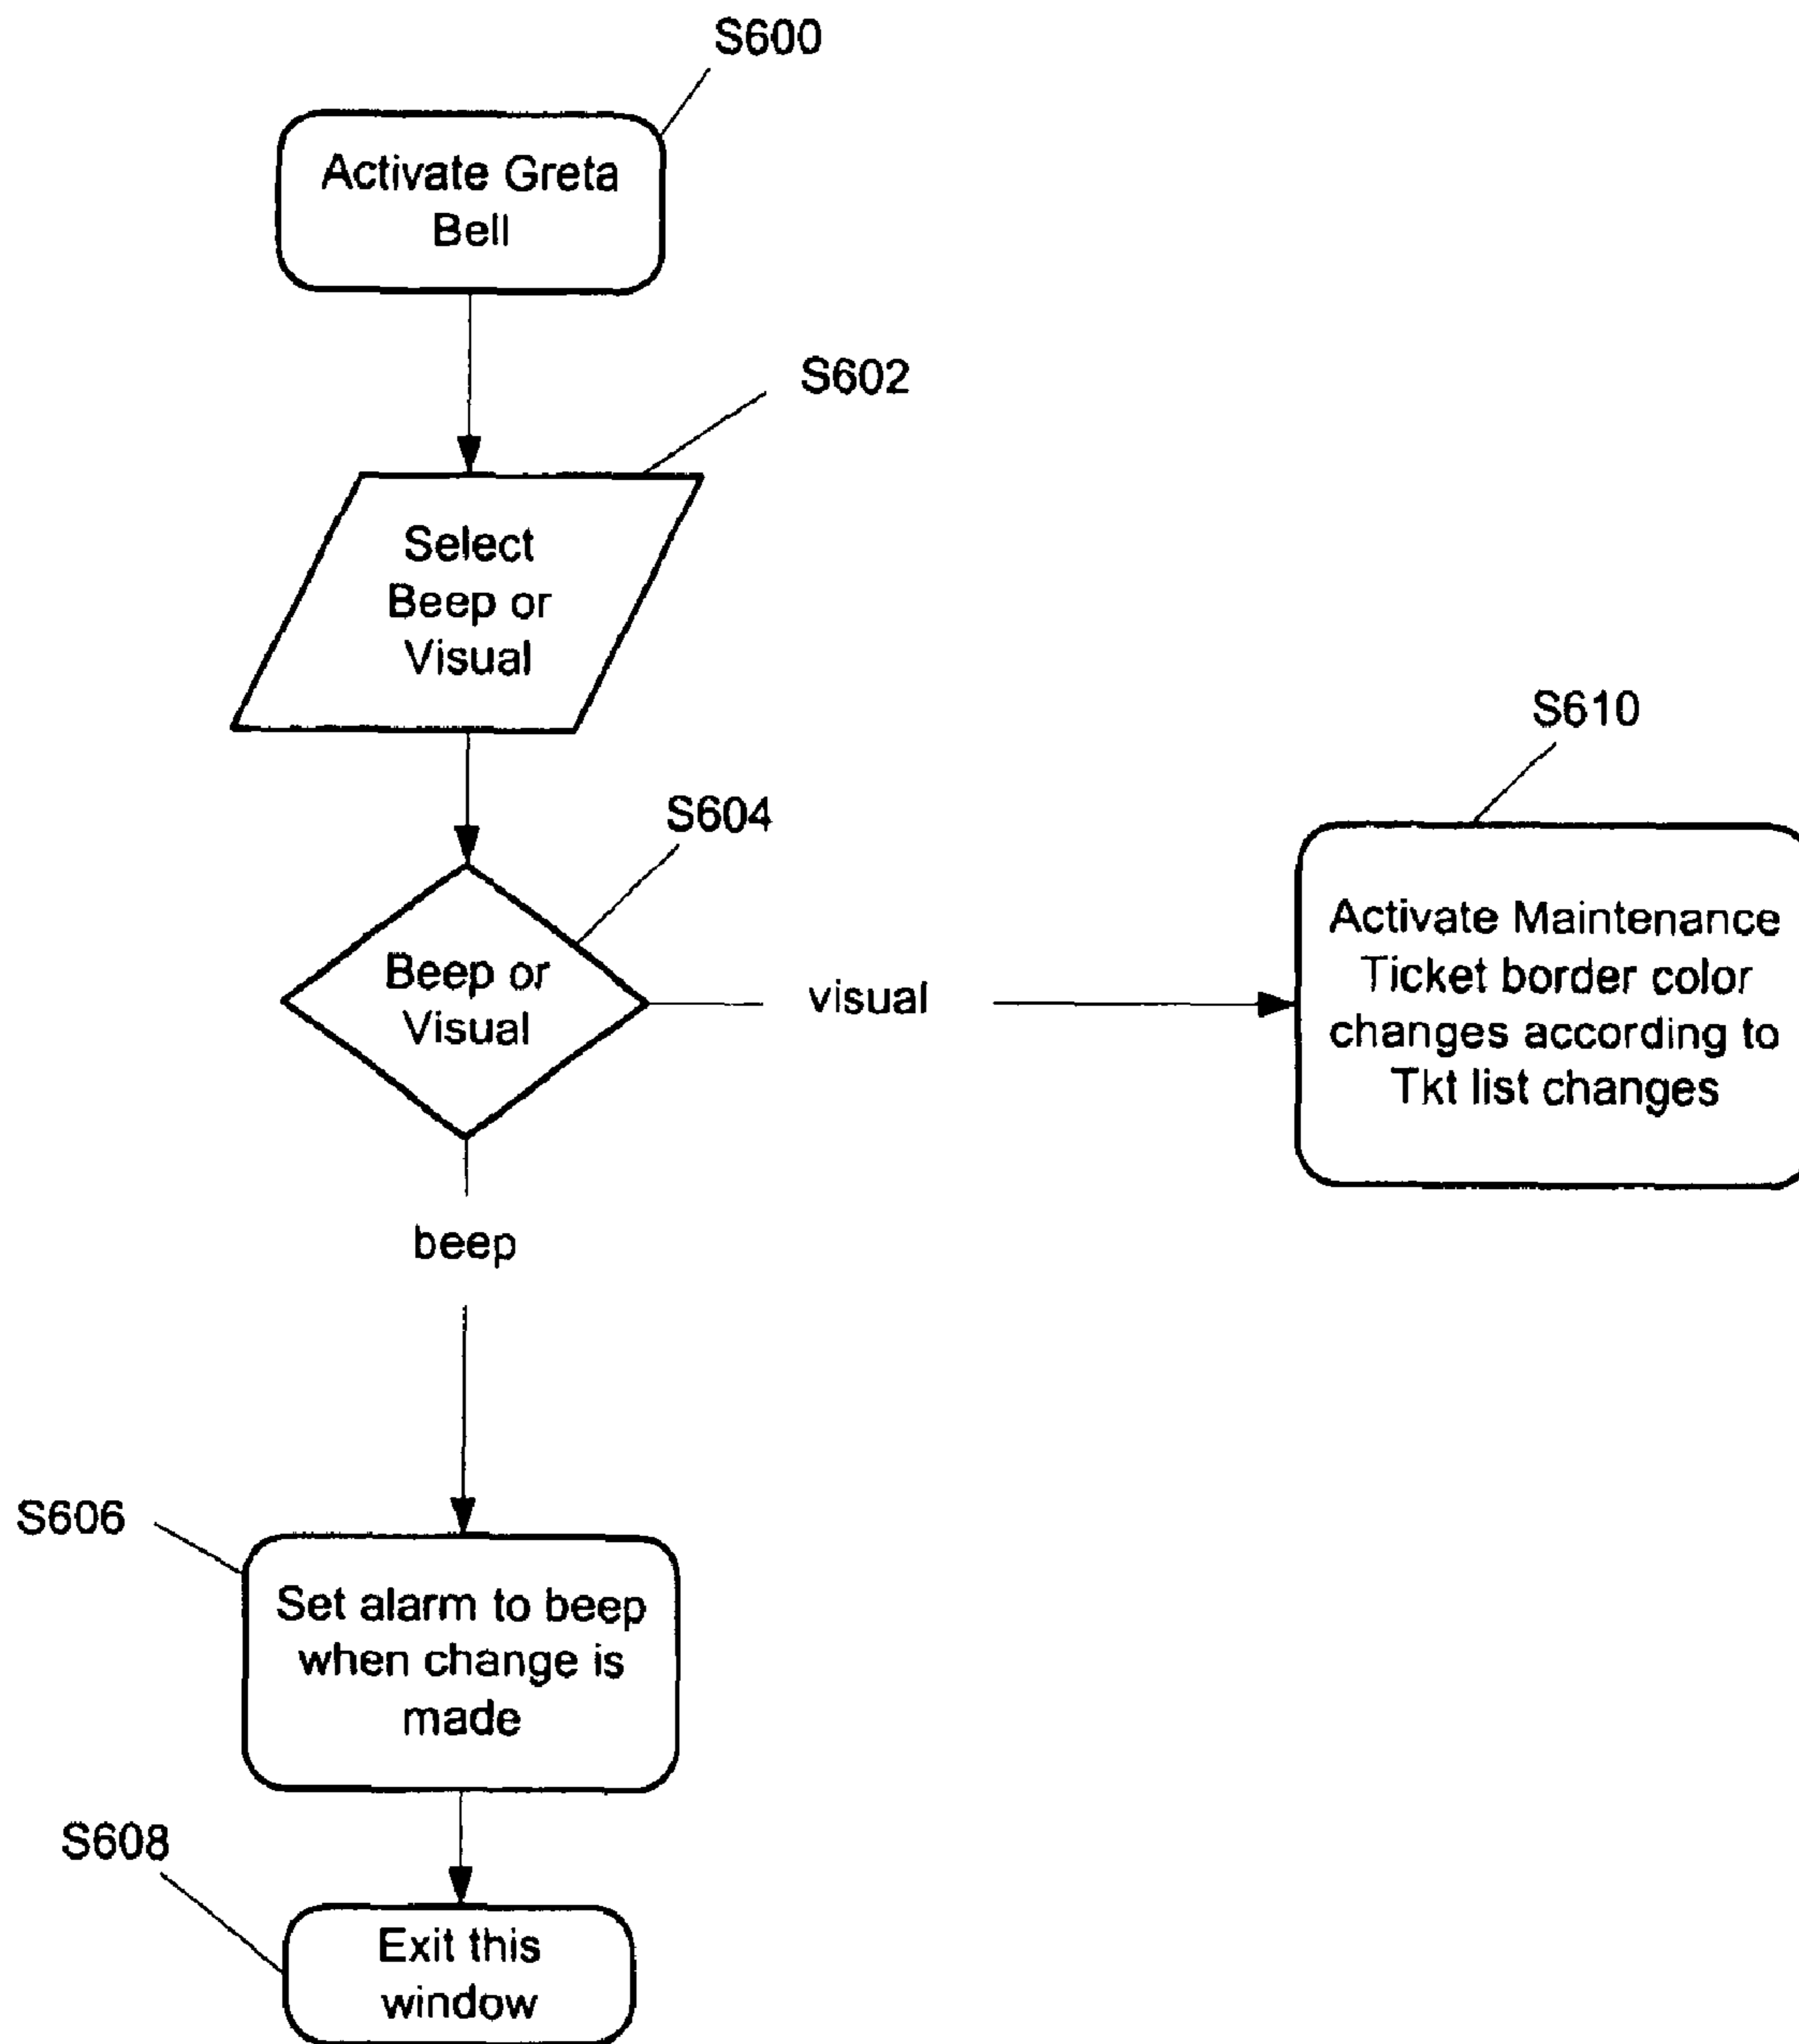 S600
Activate Greta
Bell
S602
Select
Beep or
Visual
S604
Beep or
Visual
visual
S610
Activate Maintenance
Ticket border color
changes according to
Tkt list changes
beep
S606
Set alarm to beep
when change is
made
S608
Exit this
window